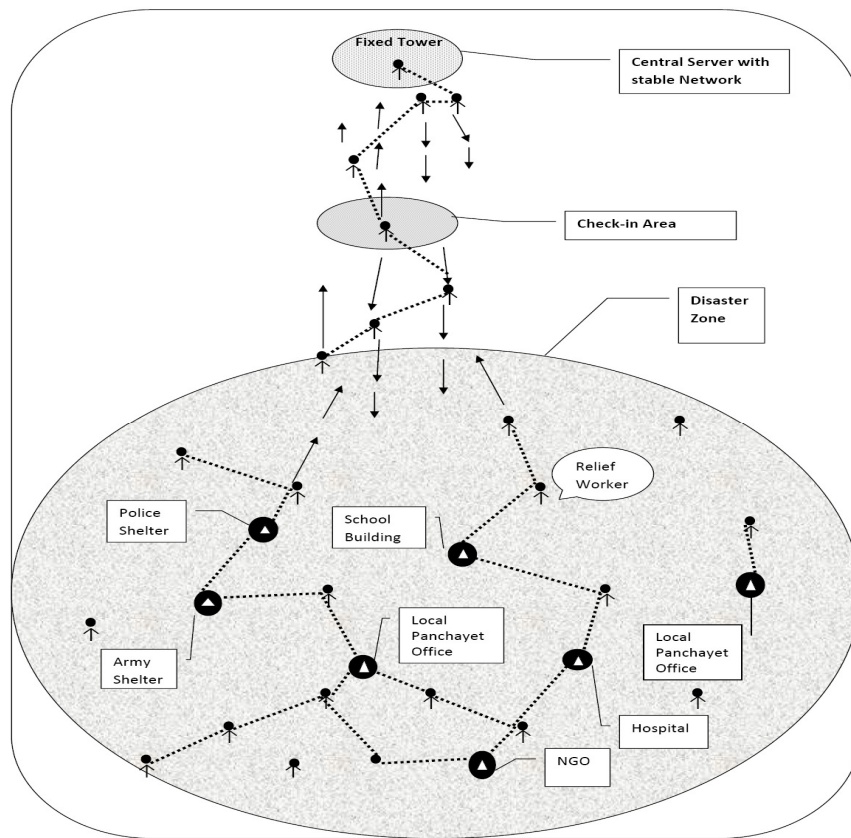 Fixed Tower
Central Server with
stable Network
Check-in Area
Disaster
Zone
Relief
Worker
Police
Shelter
School
Building
Local
Panchayet
Office
Local
Panchayet
Office
Army
Shelter
Hospital
NGO